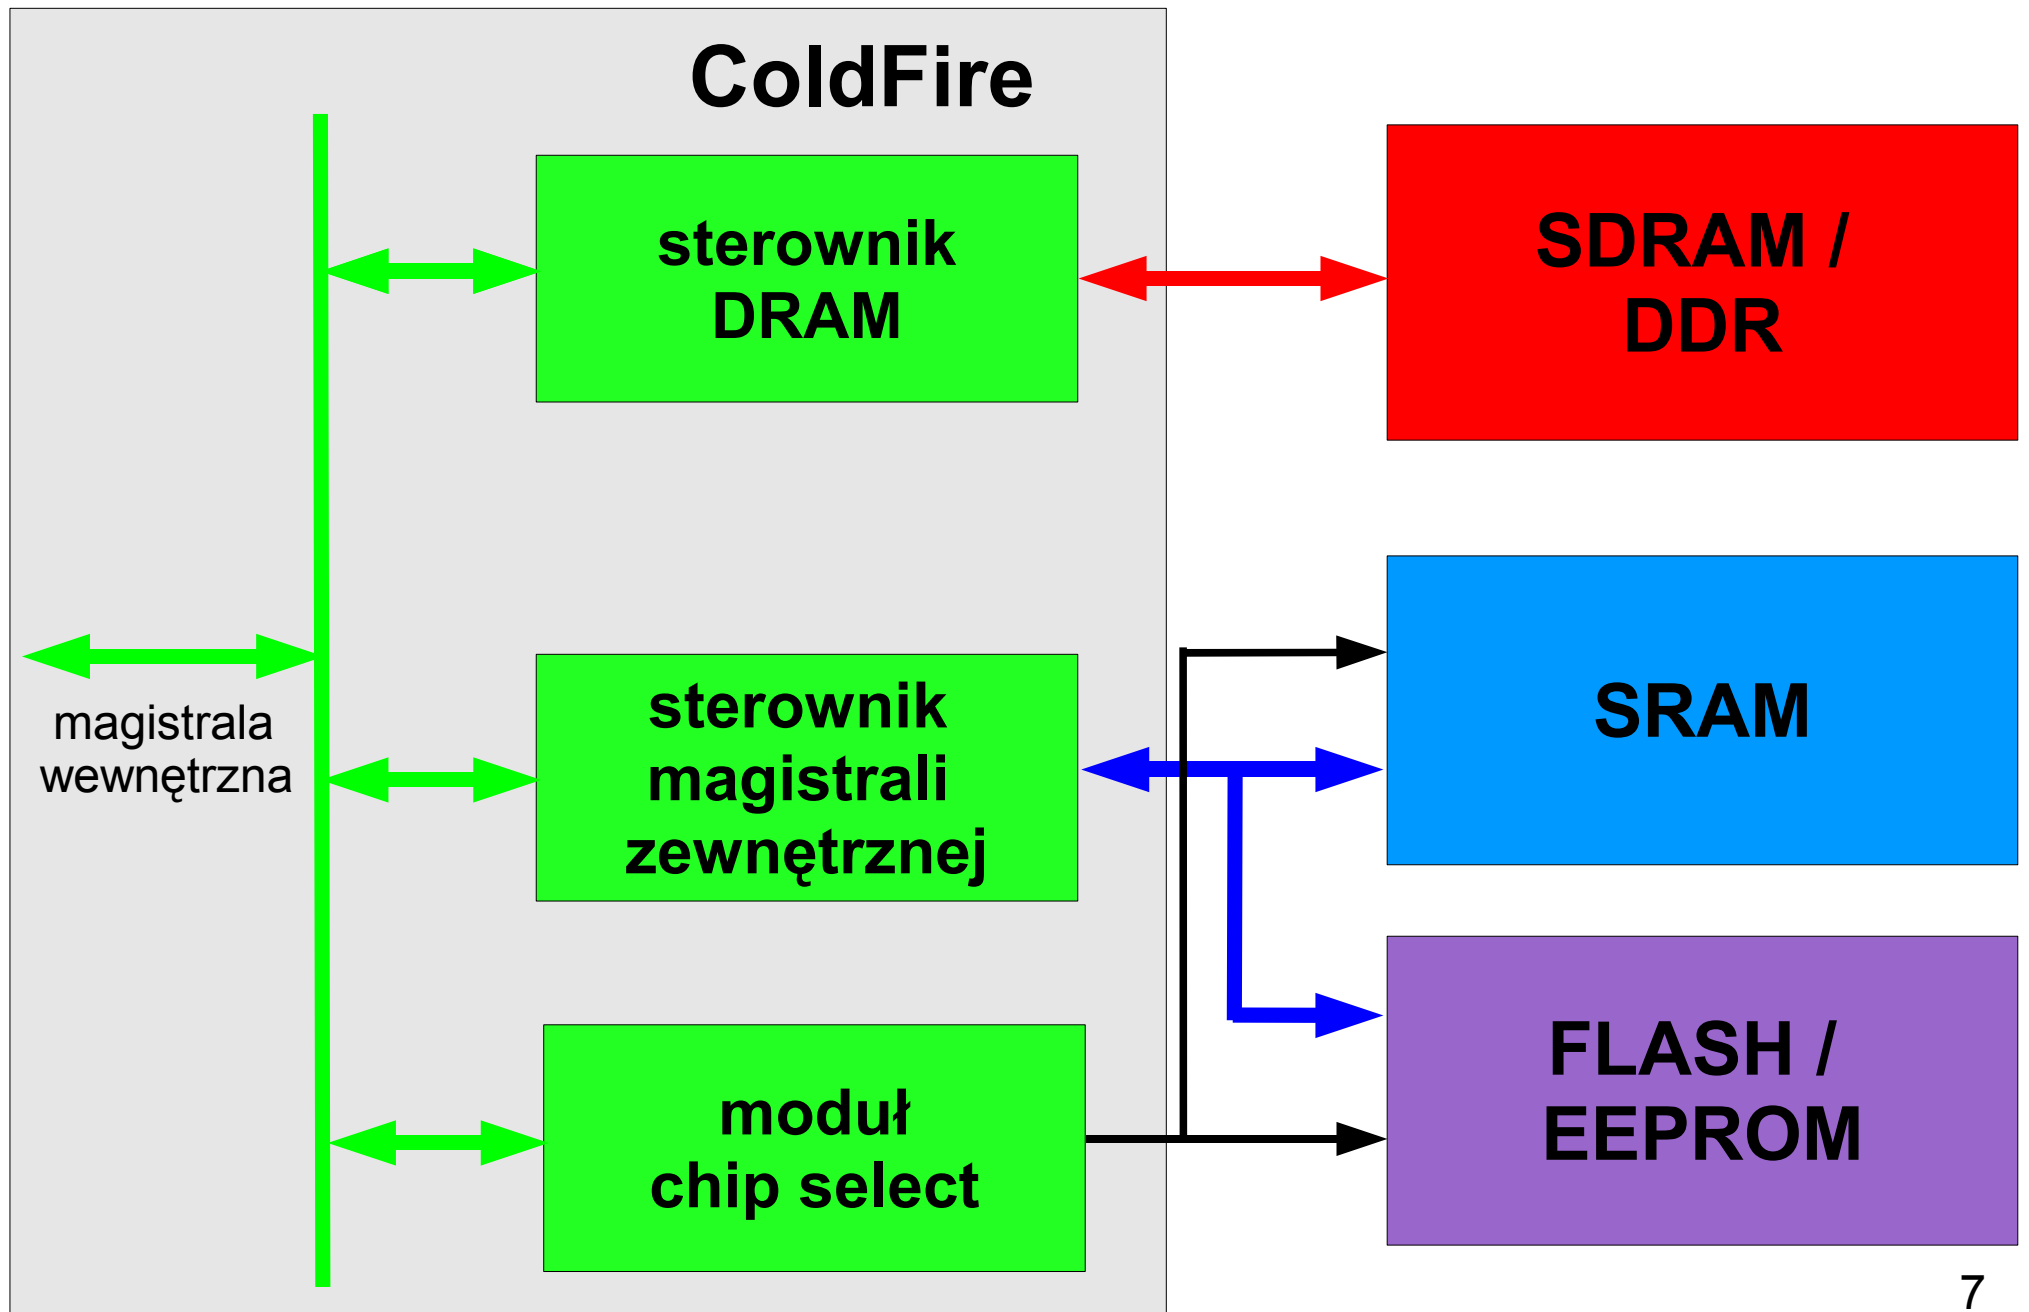 ColdFire
sterownik
DRAM
SDRAM /
DDR
magistrala
wewnętrzna
sterownik
magistrali
zewnętrznej
SRAM
moduł
chip select
FLASH /
EEPROM
7